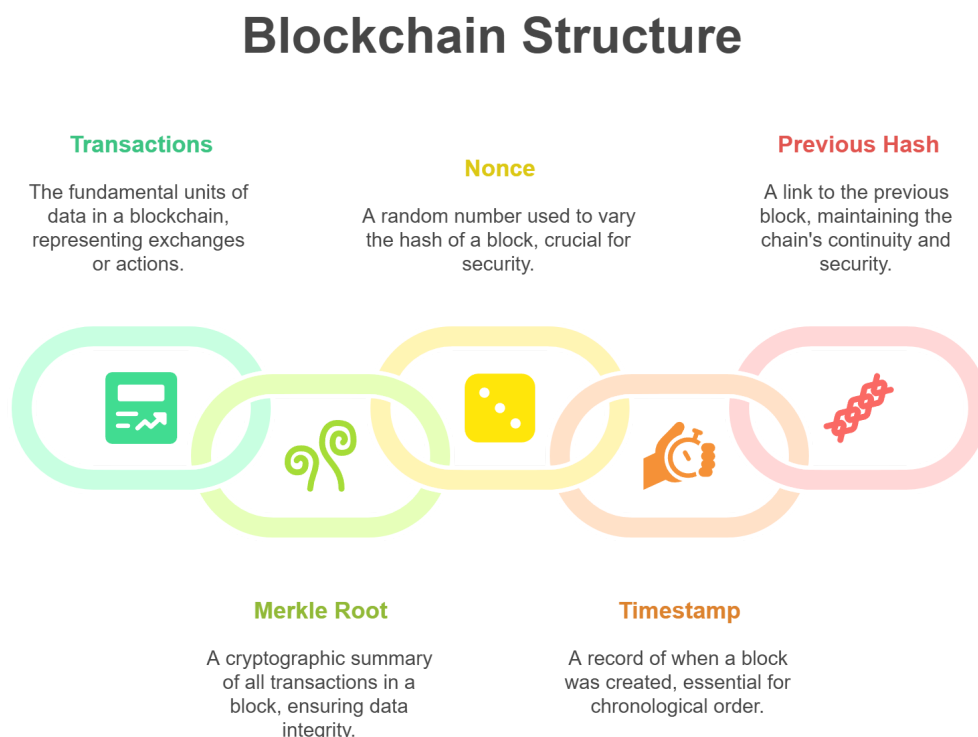 Blockchain Structure
Transactions
The fundamental units of
data in a blockchain,
representing exchanges
or actions.
Nonce
A random number used to vary
the hash of a block, crucial for
security.
Previous Hash
A link to the previous
block, maintaining the
chain's continuity and
security.
Merkle Root
A cryptographic summary
of all transactions in a
block, ensuring data
integrity.
Timestamp
A record of when a block
was created, essential for
chronological order.